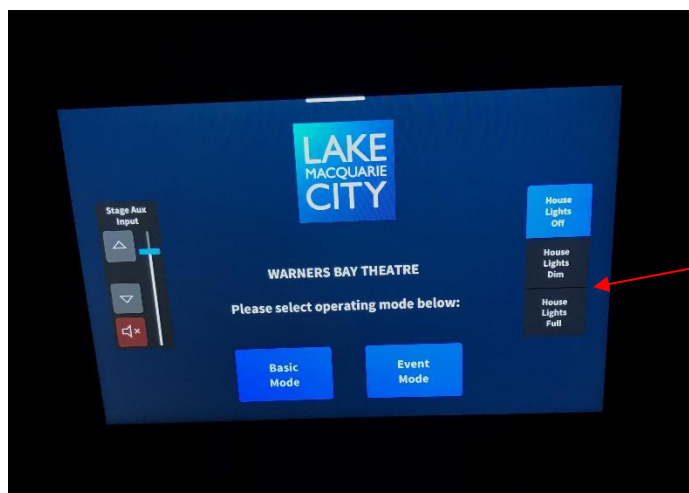 LAKE
MACQUARIE
CITY
Stage Aux
Input
House
Lights
Off
House
Lights
Dim
House
Lights
Full
WARNERS BAY THEATRE
Please select operating mode below:
Basic
Mode
Event
Mode